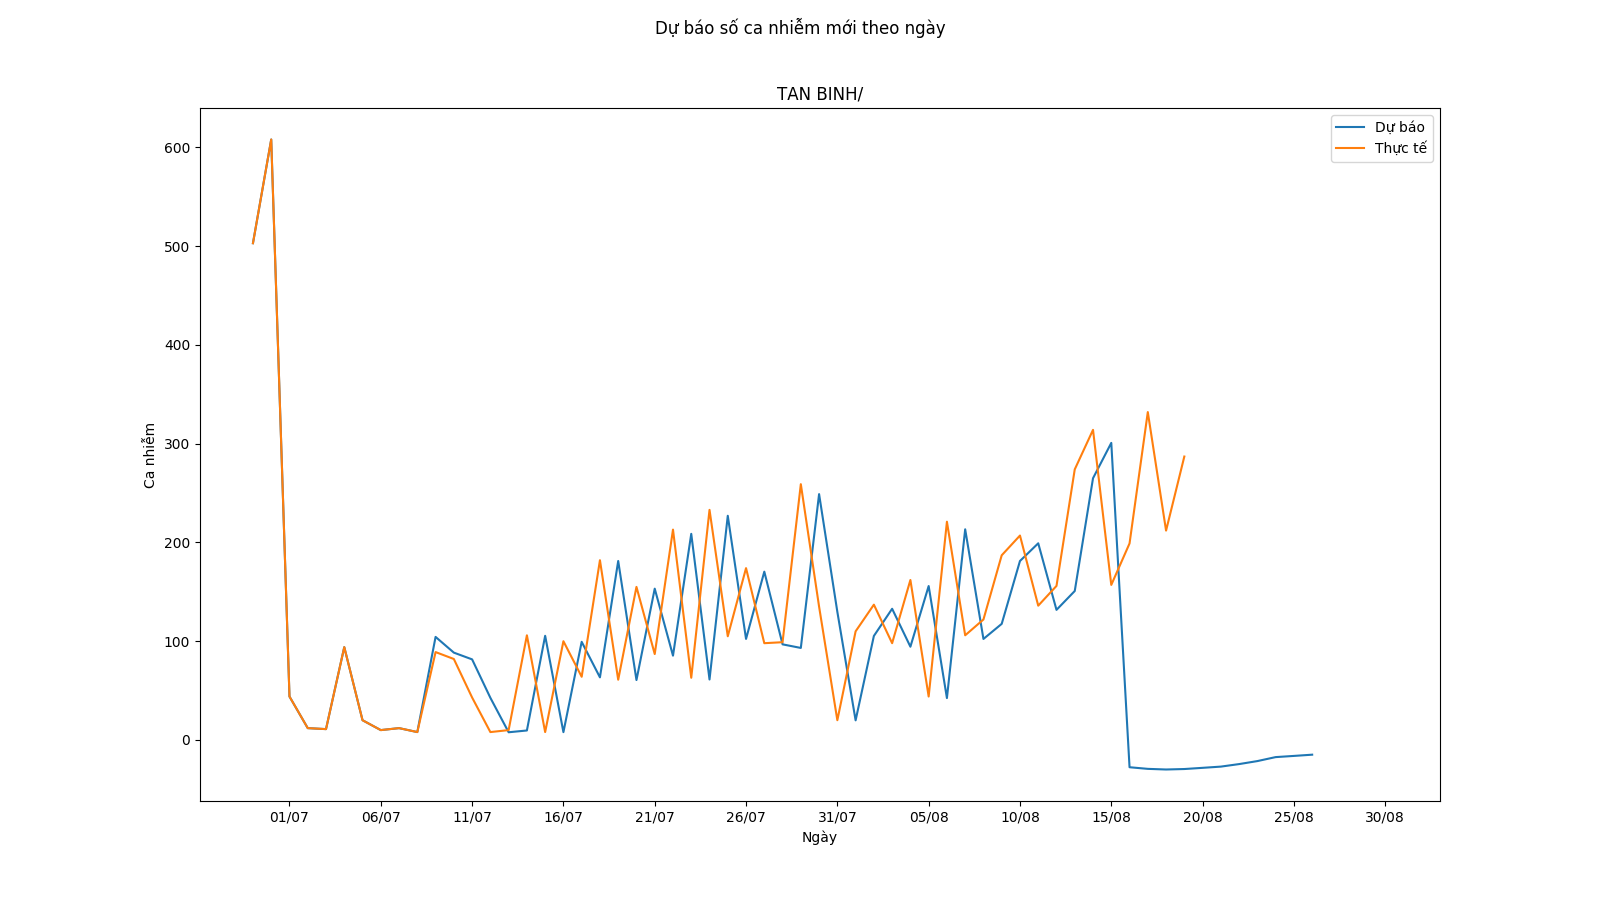 Dự báo số ca nhiễm mới theo ngày
TAN BINH/
Dự báo
Thực tế
600
500
400
300
200
100
0
Ca nhiễm
01/07 06/07 11/07 16/07 21/07 26/07 31/07 05/08 10/08 15/08 20/08 25/08 30/08
Ngày